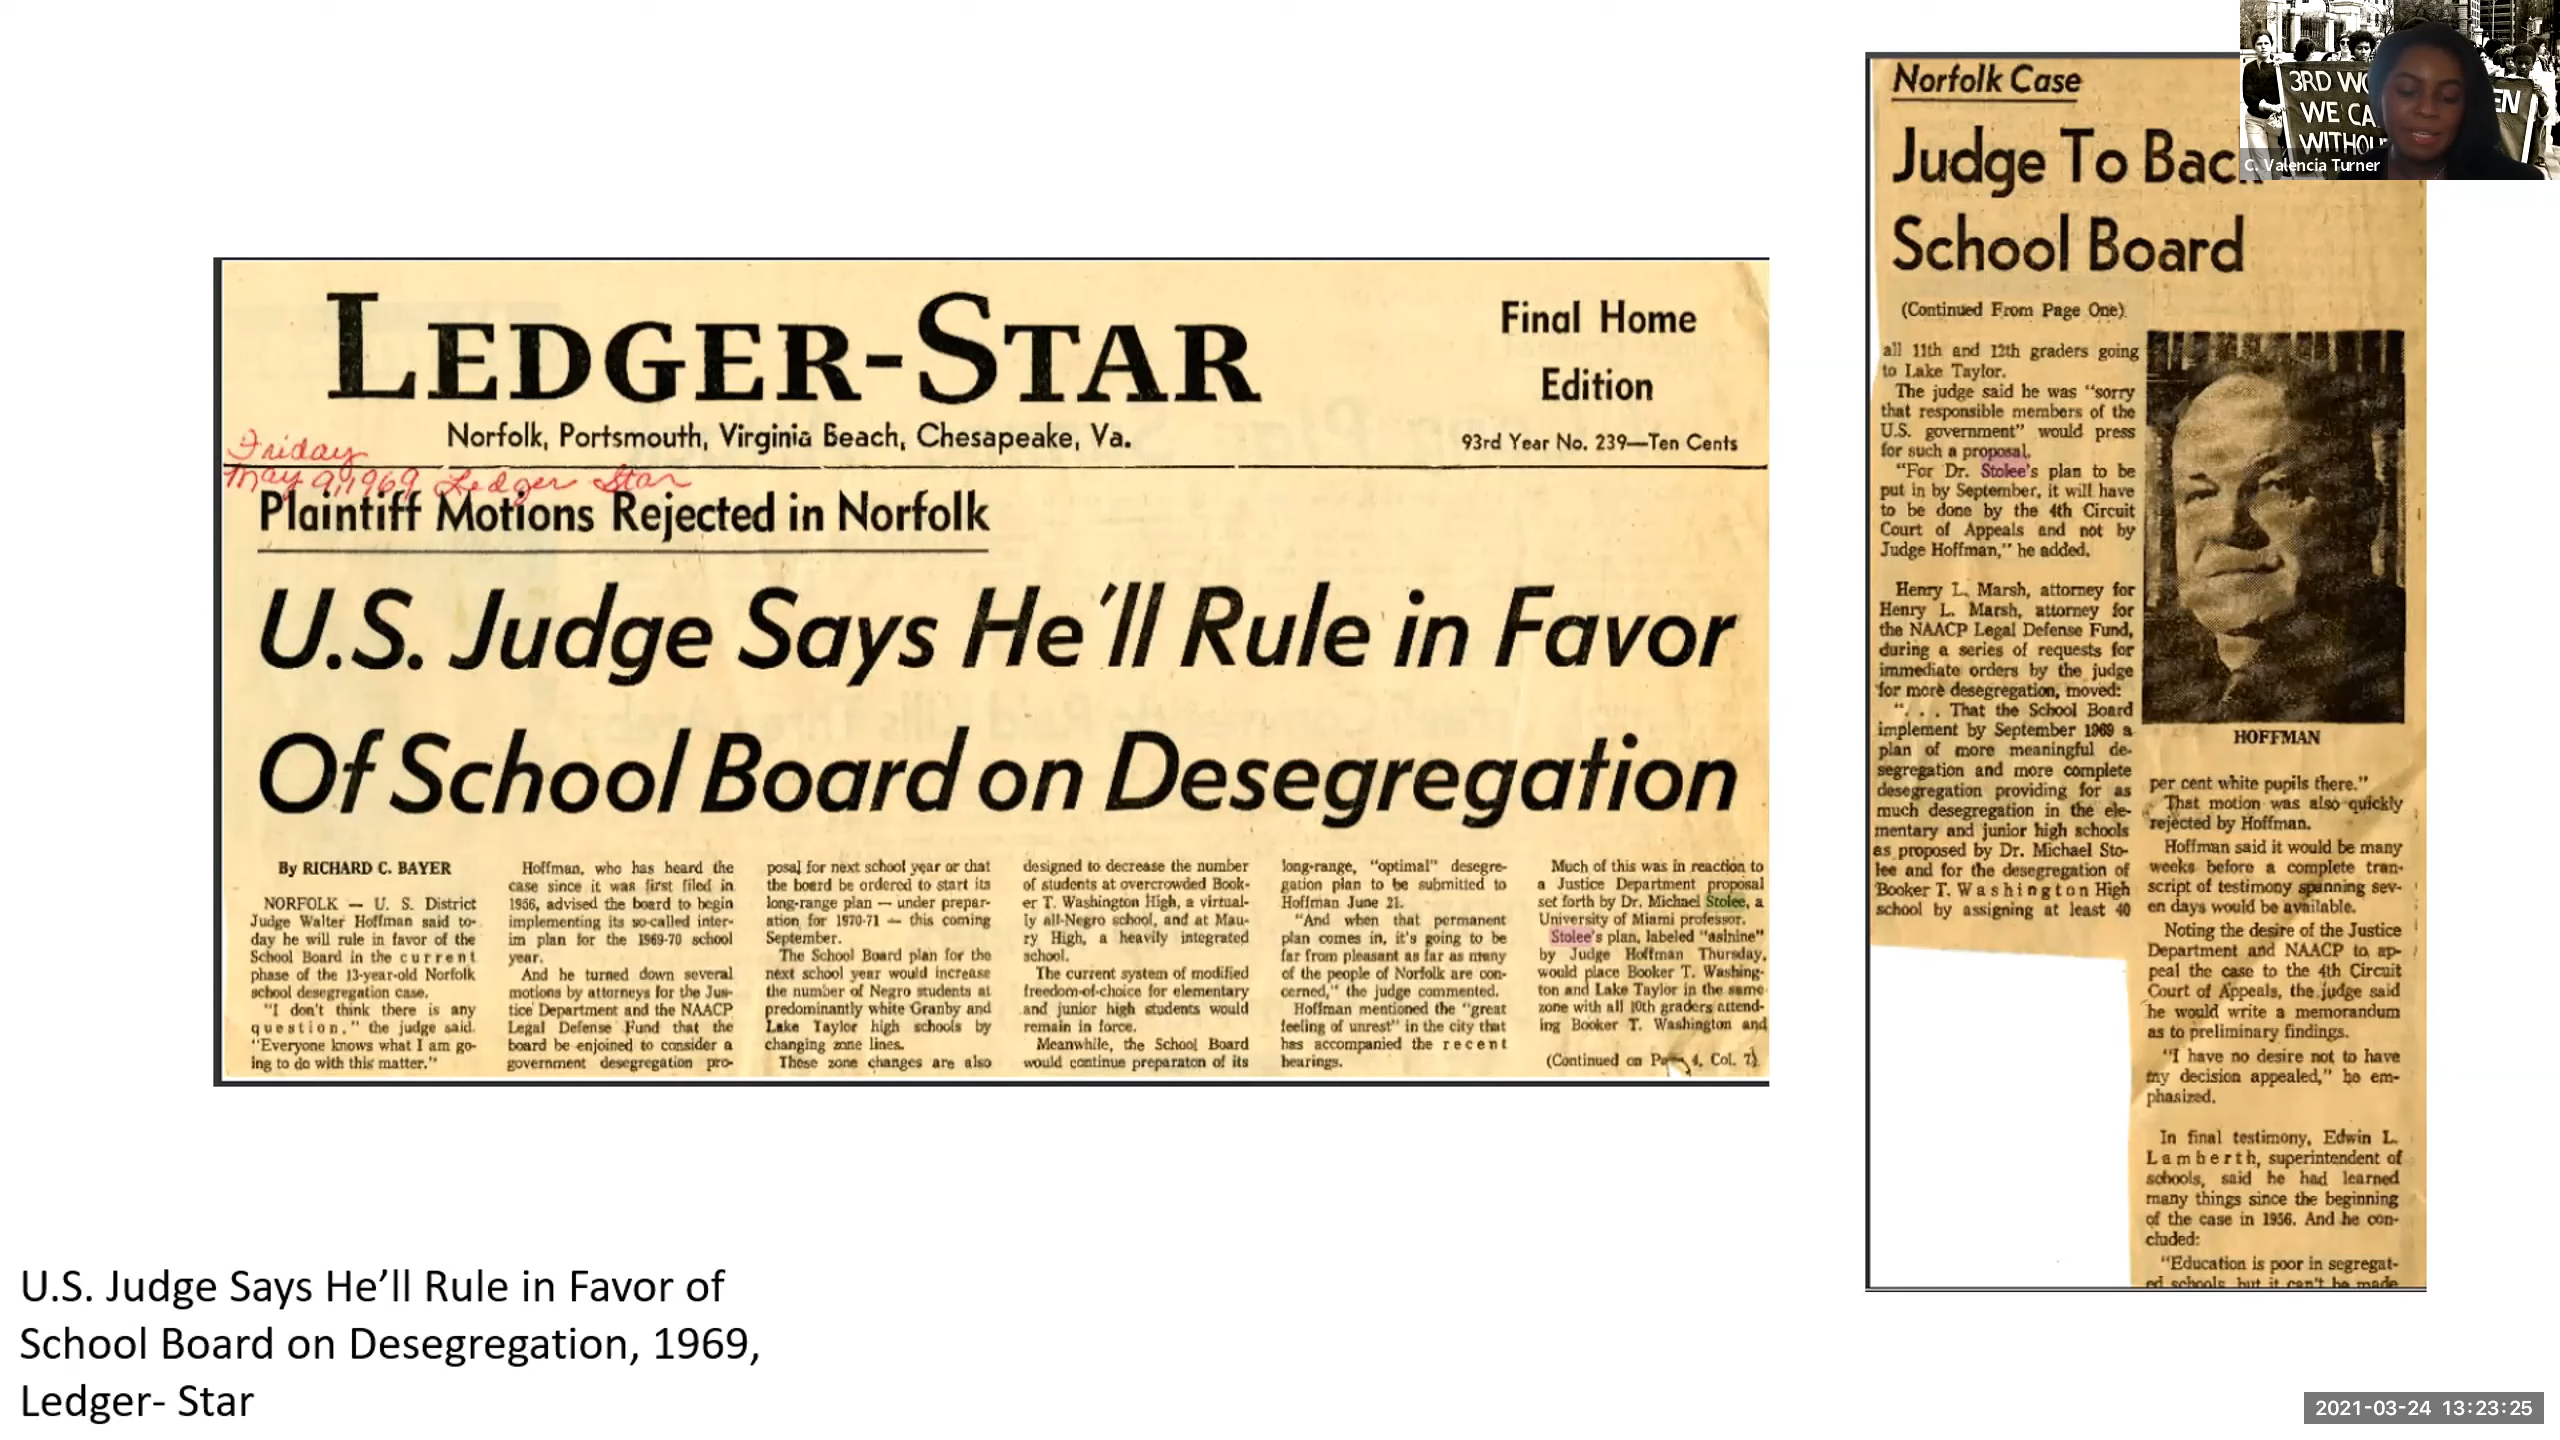 LEDGER-STAR
Final Home
Edition
Norfolk, Portsmouth, Virginia Beach, Chesapeake, Va.
93rd Year No. 239—Ten Cents
Friday
May 9, 1969 Ledger Star
Plaintiff Motions Rejected in Norfolk
U.S. Judge Says He'll Rule in Favor
Of School Board on Desegregation
By RICHARD C. BAYER
NORFOLK — U. S. District
Judge Walter Hoffman said to-
day he will rule in favor of the
School Board in the current
phase of the 13-year-old Norfolk
school desegregation case.
"I don't think there is any
question," the judge said.
"Everyone knows what I am go-
ing to do with this matter."
Hoffman, who has heard the
case since it was first filed in
1956, advised the board to begin
implementing its so-called inter-
im plan for the 1969-70 school
year.
And he turned down several
motions by attorneys for the Jus-
tice Department and the NAACP
Legal Defense Fund that the
board be enjoined to consider a
government desegregation pro-
posal for next school year or that
the board be ordered to start its
long-range plan — under prepar-
ation for 1970-71 — this coming
September.
The School Board plan for the
next school year would increase
the number of Negro students at
predominantly white Granby and
Lake Taylor high schools by
changing zone lines.
These zone changes are also
designed to decrease the number
of students at overcrowded Book-
er T. Washington High, a virtual-
ly all-Negro school, and at Mau-
ry High, a heavily integrated
school.
The current system of modified
freedom-of-choice for elementary
and junior high students would
remain in force.
Meanwhile, the School Board
would continue preparaton of its
long-range, "optimal" desegre-
gation plan to be submitted to
Hoffman June 21.
"And when that permanent
plan comes in, it's going to be
far from pleasant as far as many
of the people of Norfolk are con-
cerned," the judge commented.
Hoffman mentioned the "great
feeling of unrest" in the city that
has accompanied the recent
hearings.
Much of this was in reaction to
a Justice Department proposal
set forth by Dr. Michael Stolee, a
University of Miami professor.
Stolee's plan, labeled "asinine"
by Judge Hoffman Thursday,
would place Booker T. Washing-
ton and Lake Taylor in the same
zone with all 10th graders attend-
ing Booker T. Washington and
(Continued on 4, Col. 7)
Norfolk Case
Judge To Back
School Board
(Continued From Page One)
all 11th and 12th graders going
to Lake Taylor.
The judge said he was "sorry
that responsible members of the
U.S. government" would press
for such a proposal.
"For Dr. Stolee's plan to be
put in by September, it will have
to be done by the 4th Circuit
Court of Appeals and not by
Judge Hoffman," he added.
Henry L. Marsh, attorney for
Henry L. Marsh, attorney for
the NAACP Legal Defense Fund,
during a series of requests for
immediate orders by the judge
for more desegregation, moved:
". . . That the School Board
implement by September 1969 a
plan of more meaningful de-
segregation and more complete
desegregation providing for as
much desegregation in the ele-
mentary and junior high schools
as proposed by Dr. Michael Sto-
lee and for the desegregation of
Booker T. Washington High
school by assigning at least 40
HOFFMAN
per cent white pupils there."
That motion was also quickly
rejected by Hoffman.
Hoffman said it would be many
weeks before a complete tran-
script of testimony spanning sev-
en days would be available.
Noting the desire of the Justice
Department and NAACP to ap-
peal the case to the 4th Circuit
Court of Appeals, the judge said
he would write a memorandum
as to preliminary findings.
"I have no desire not to have
my decision appealed," he em-
phasized.
In final testimony, Edwin L.
Lamberth, superintendent of
schools, said he had learned
many things since the beginning
of the case in 1956. And he con-
cluded:
"Education is poor in segregat-
ed schools, but it can't be made
3RD
WE
EN
C. Valencia Turner
U.S. Judge Says He’ll Rule in Favor of
School Board on Desegregation, 1969,
Ledger- Star
2021-03-24 13:23:25